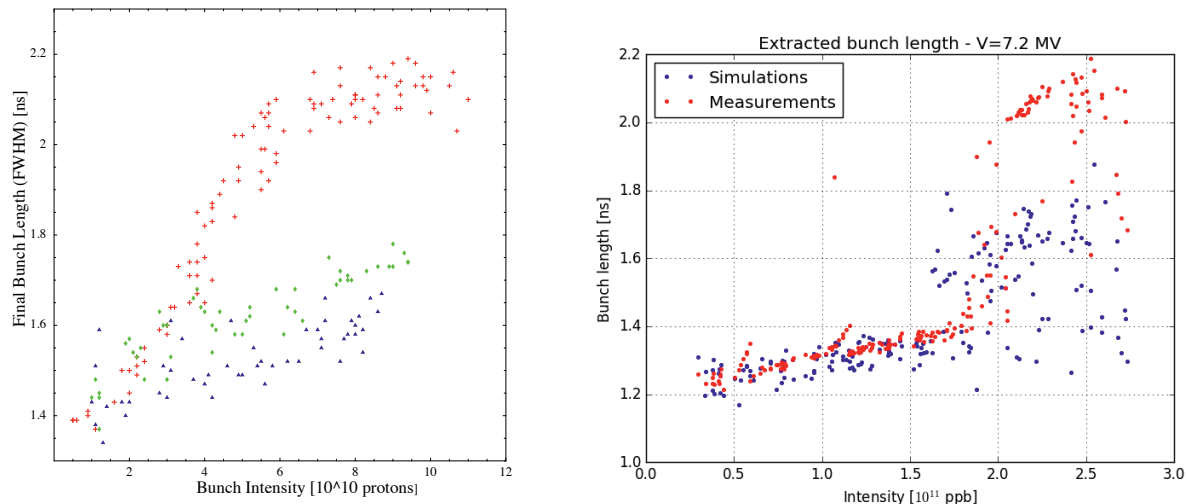 2.2
2
1.8
1.6
1.4
Final Bunch Length (FWHM) [ns]
2 4 6 8 10 12
Bunch Intensity [10^10 protons]
Extracted bunch length - V=7.2 MV
Simulations
Measurements
2.2
2.0
1.8
1.6
1.4
1.2
1.0
Bunch length [ns]
0.0 0.5 1.0 1.5 2.0 2.5 3.0
Intensity [10¹¹ ppb]